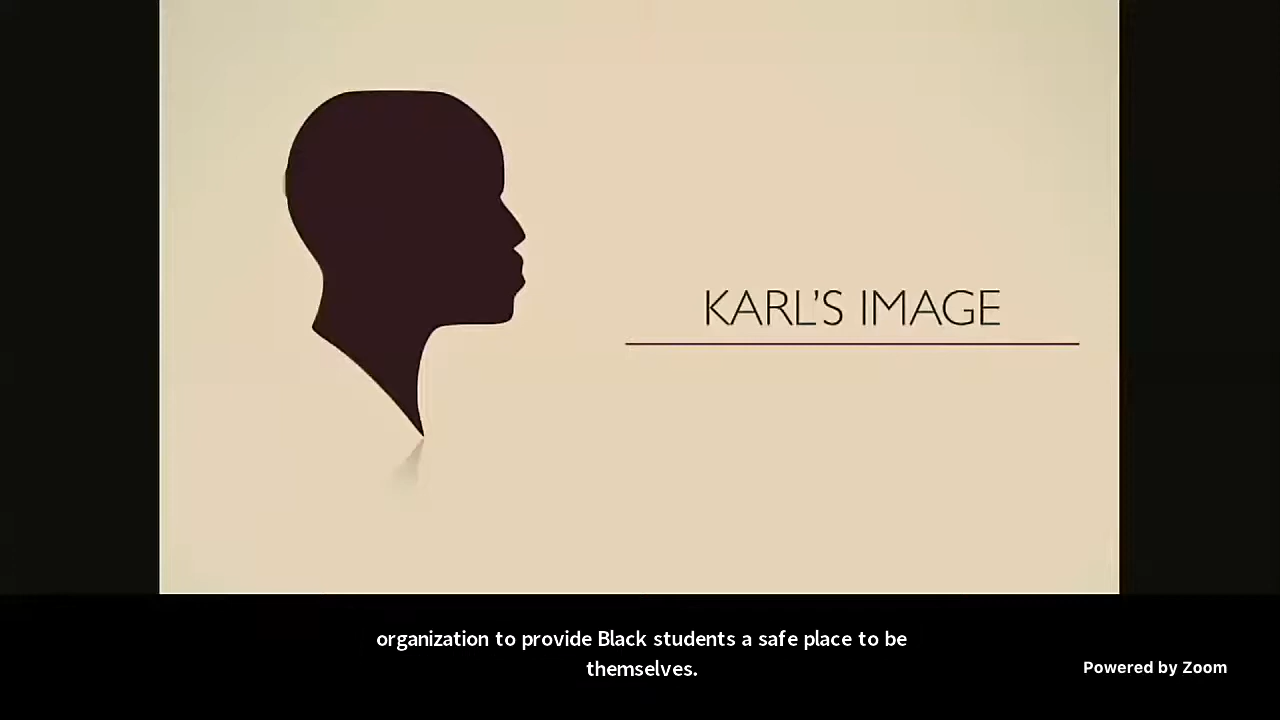 KARL'S IMAGE
organization to provide Black students a safe place to be
themselves.
Powered by Zoom